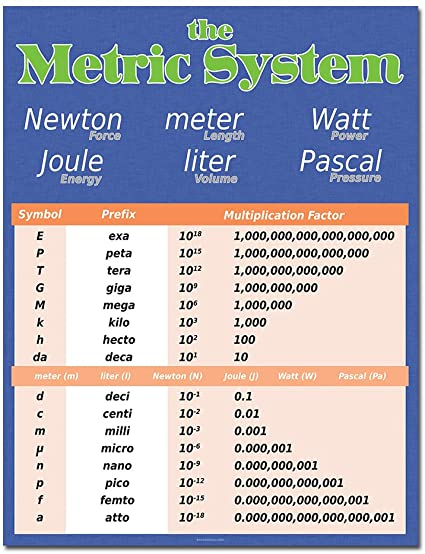 the
Metric System
Newton meter Watt
Force Length Power
Joule liter Pascal
Energy Volume Pressure
Symbol Prefix Multiplication Factor
E exa 10¹⁸ 1,000,000,000,000,000,000
P peta 10¹⁵ 1,000,000,000,000,000
T tera 10¹² 1,000,000,000,000
G giga 10⁹ 1,000,000,000
M mega 10⁶ 1,000,000
k kilo 10³ 1,000
h hecto 10² 100
da deca 10¹ 10
meter (m) liter (l) Newton (N) Joule (J) Watt (W) Pascal (Pa)
d deci 10⁻¹ 0.1
c centi 10⁻² 0.01
m milli 10⁻³ 0.001
µ micro 10⁻⁶ 0.000,001
n nano 10⁻⁹ 0.000,000,001
p pico 10⁻¹² 0.000,000,000,001
f femto 10⁻¹⁵ 0.000,000,000,000,001
a atto 10⁻¹⁸ 0.000,000,000,000,000,001